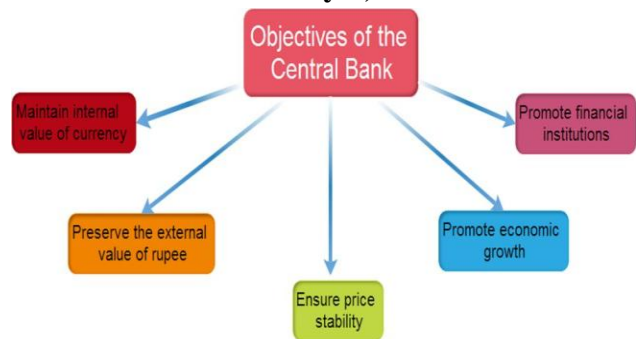 Objectives of the
Central Bank
Maintain internal
value of currency
Promote financial
institutions
Preserve the external
value of rupee
Promote economic
growth
Ensure price
stability